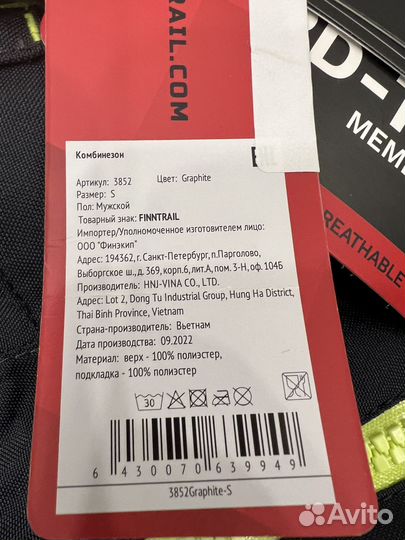 RAIL.COM
RD-
MEM
REATHABLE
Комбинезон
Артикул: 3852 Цвет: Graphite
Размер: S
Пол: Мужской
Товарный знак: FINNTRAIL
Импортер/Уполномоченное изготовителем лицо:
ООО "Финэкип"
Адрес: 194362, г.Санкт-Петербург, п.Парголово,
Выборгское ш., д.369, корп.6, лит.А, пом. 3-Н, оф. 104Б
Производитель: HNJ-VINA CO., LTD.
Адрес: Lot 2, Dong Tu Industrial Group, Hung Ha District,
Thai Binh Province, Vietnam
Страна-производитель: Вьетнам
Дата производства: 09.2022
Материал: верх - 100% полиэстер,
подкладка - 100% полиэстер
30
6 430070 639949
3852Graphite-S
Avito